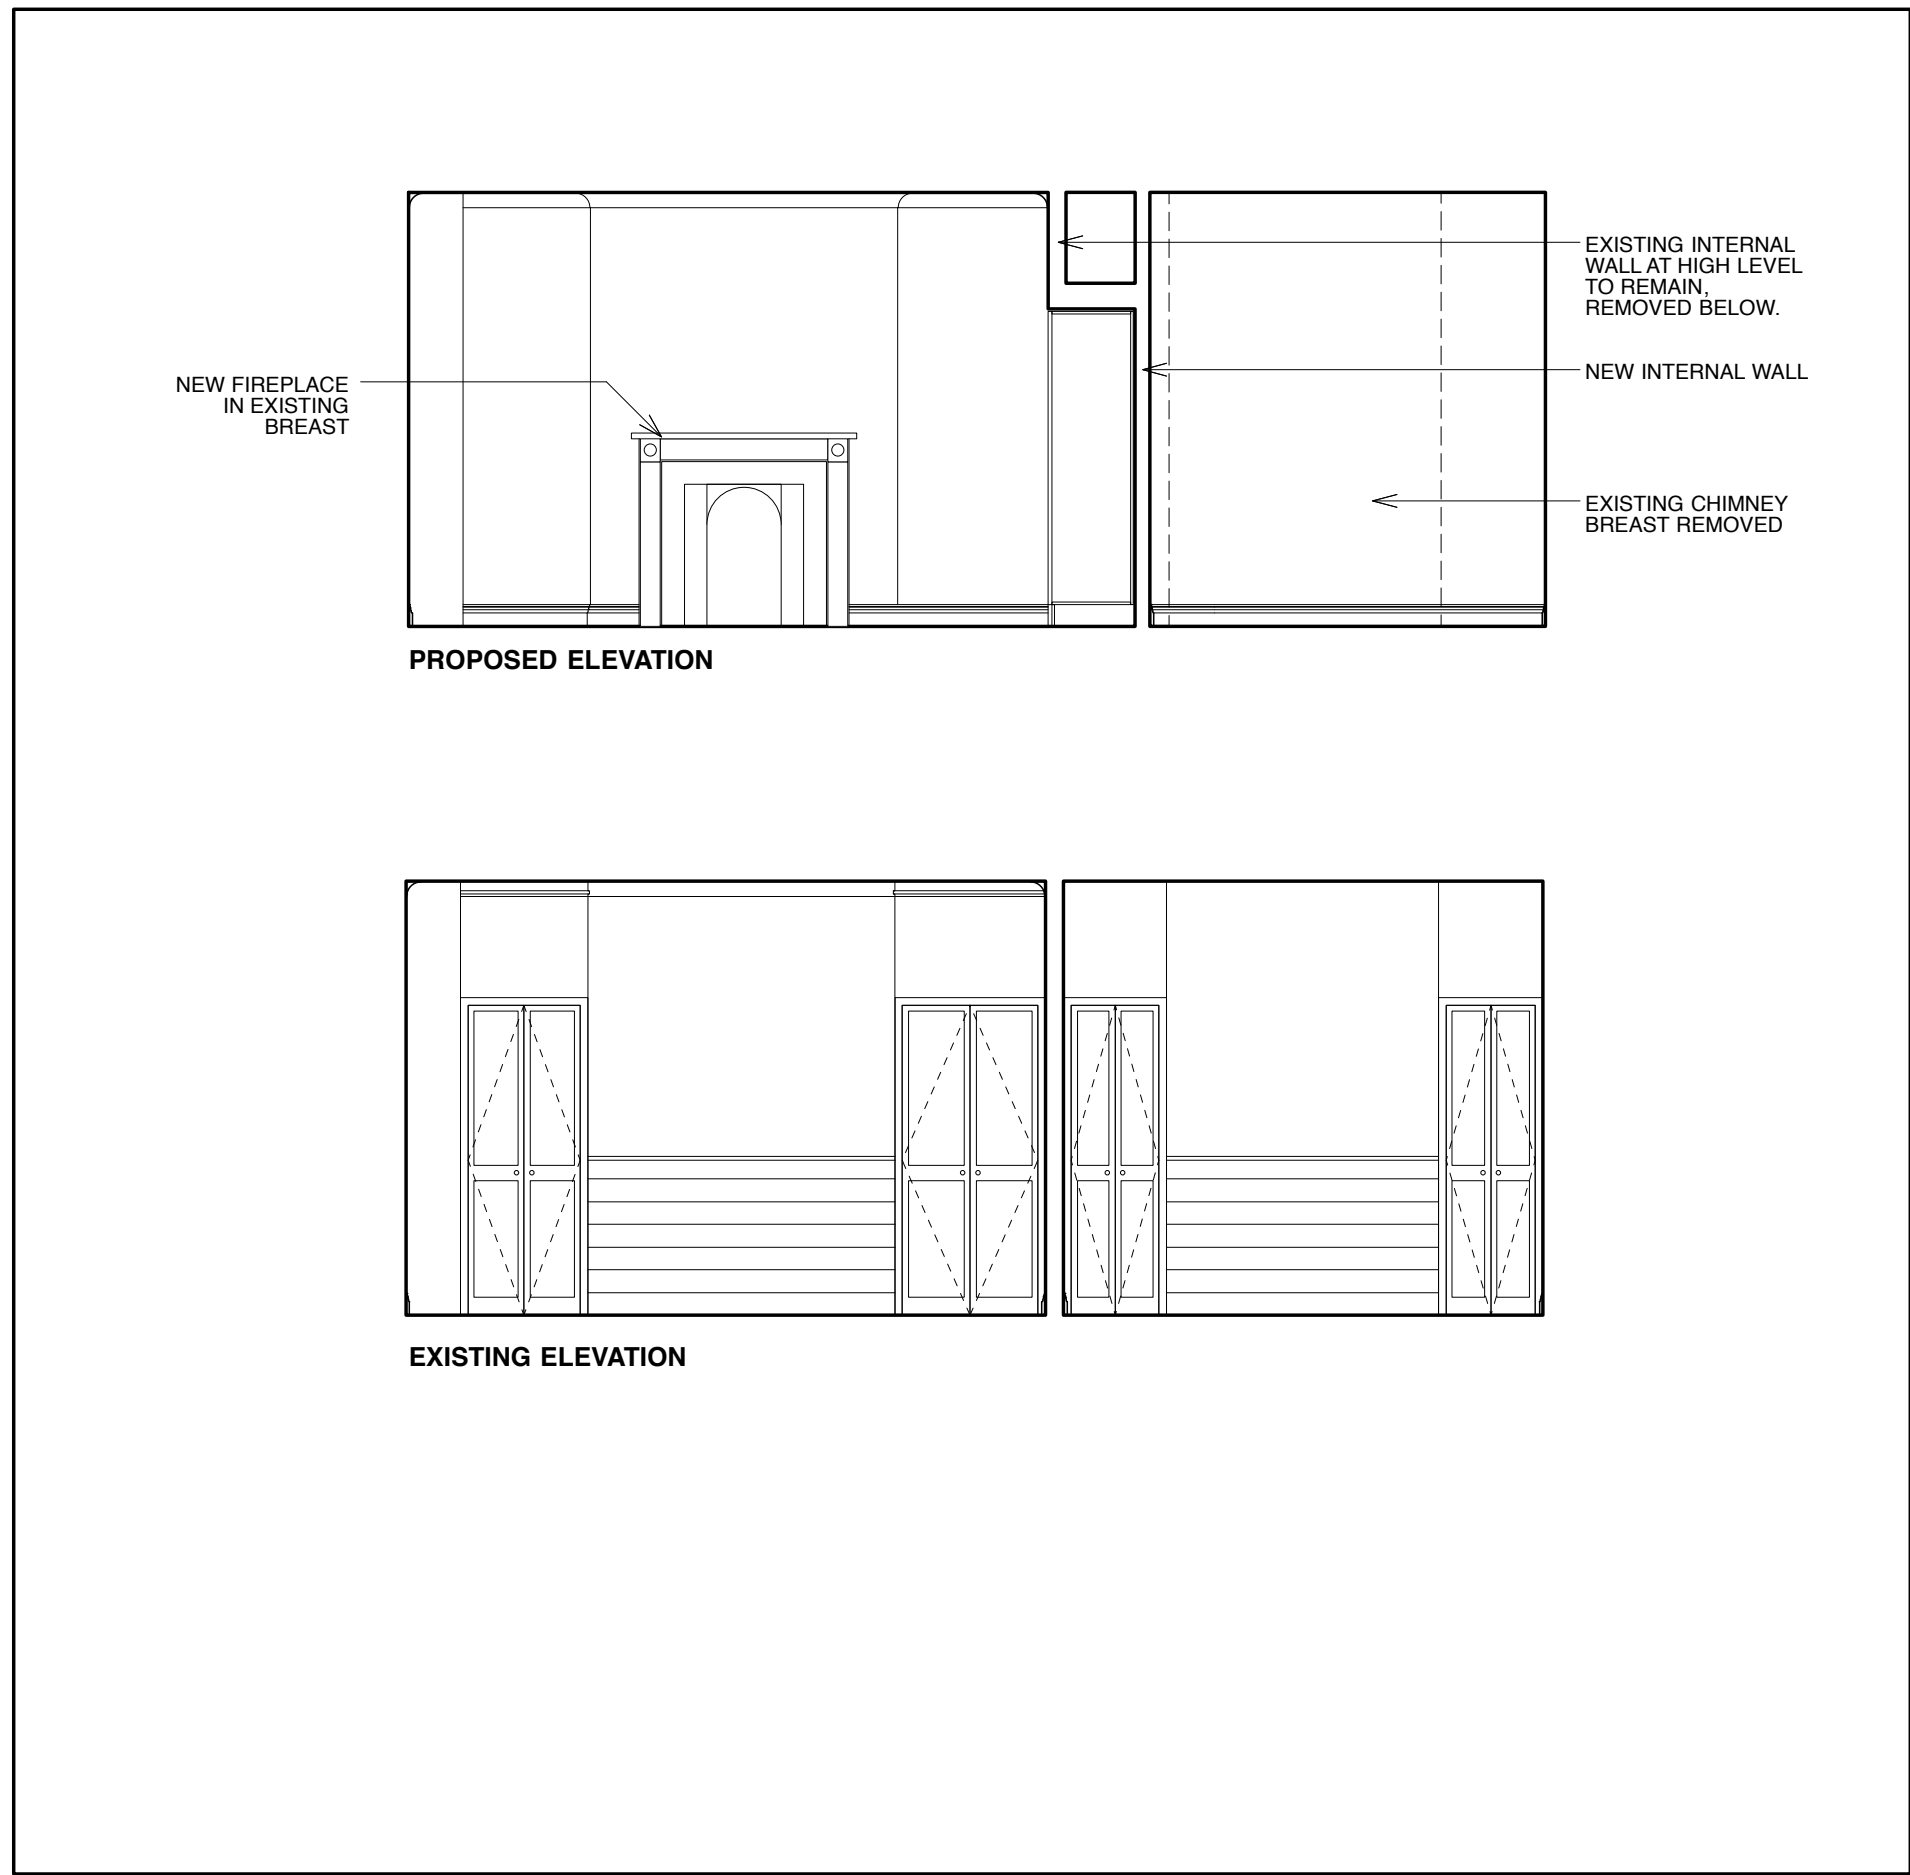 EXISTING INTERNAL
WALL AT HIGH LEVEL
TO REMAIN,
REMOVED BELOW.
NEW INTERNAL WALL
NEW FIREPLACE
IN EXISTING
BREAST
EXISTING CHIMNEY
BREAST REMOVED
PROPOSED ELEVATION
EXISTING ELEVATION